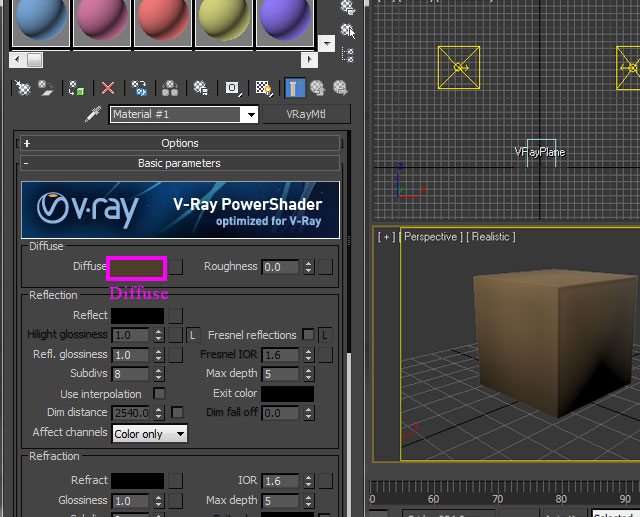 Material #1
VRayMtl
+ Options
- Basic parameters
v·ray V-Ray PowerShader
optimized for V-Ray
Diffuse
Diffuse Roughness 0.0
Diffuse
Reflection
Reflect
Hilight glossiness 1.0 L Fresnel reflections L
Refl. glossiness 1.0 Fresnel IOR 1.6
Subdivs 8 Max depth 5
Use interpolation Exit color
Dim distance 2540.0 Dim fall off 0.0
Affect channels Color only
Refraction
Refract IOR 1.6
Glossiness 1.0 Max depth 5
VRayPlane
z
x
[ + ] [ Perspective ] [ Realistic ]
60 70 80 90